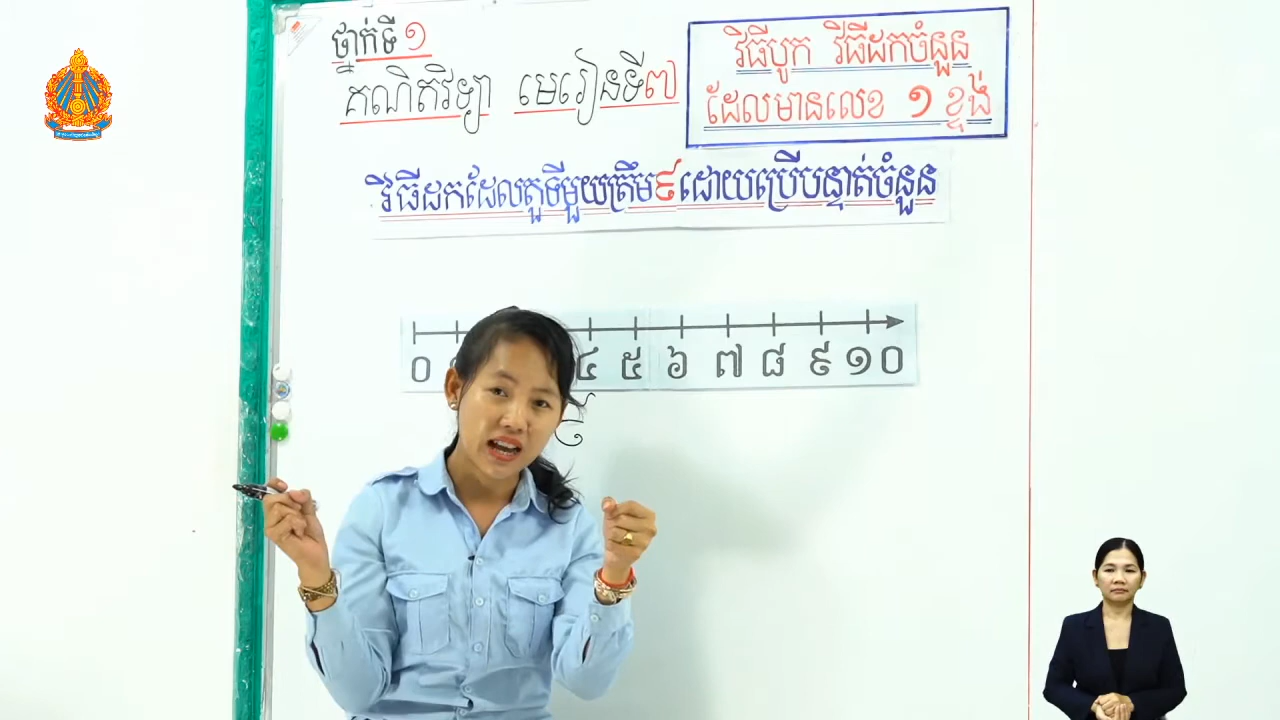 ថ្នាក់ទី ១
គណិតវិទ្យា មេរៀនទី៧
វិធីបូក វិធីដកចំនួន
ដែលមានលេខ ១ ខ្ទង់
វិធីដកដែលតួទីមួយត្រឹម៩ដោយប្រើបន្ទាត់ចំនួន
០ ៤ ៥ ៦ ៧ ៨ ៩ ១០